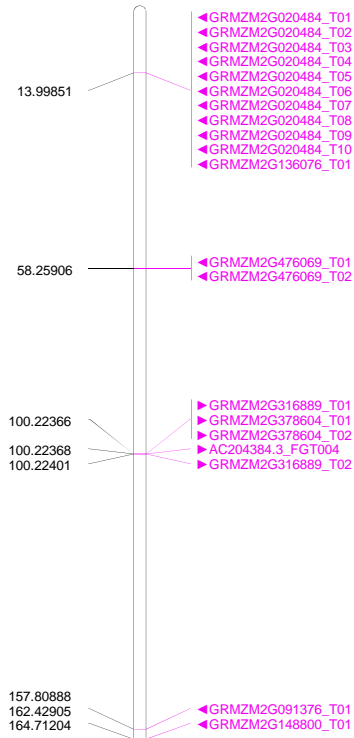 ◄GRMZM2G020484_T01
◄GRMZM2G020484_T02
◄GRMZM2G020484_T03
◄GRMZM2G020484_T04
◄GRMZM2G020484_T05
13.99851 ◄GRMZM2G020484_T06
◄GRMZM2G020484_T07
◄GRMZM2G020484_T08
◄GRMZM2G020484_T09
◄GRMZM2G020484_T10
◄GRMZM2G136076_T01
58.25906 ◄GRMZM2G476069_T01
◄GRMZM2G476069_T02
►GRMZM2G316889_T01
100.22366 ►GRMZM2G378604_T01
►GRMZM2G378604_T02
100.22368 ►AC204384.3_FGT004
100.22401 ►GRMZM2G316889_T02
157.80888
162.42905 ◄GRMZM2G091376_T01
164.71204 ◄GRMZM2G148800_T01